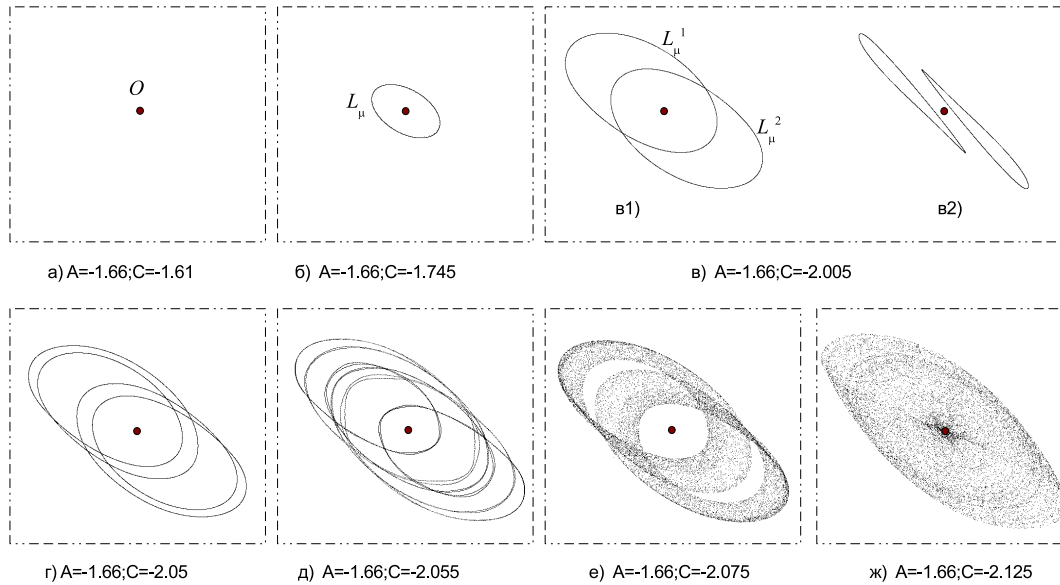 O
L_μ
L_μ^1
L_μ^2
в1)
в2)
а) A=-1.66;C=-1.61
б) A=-1.66;C=-1.745
в) A=-1.66;C=-2.005
г) A=-1.66;C=-2.05
д) A=-1.66;C=-2.055
е) A=-1.66;C=-2.075
ж) A=-1.66;C=-2.125